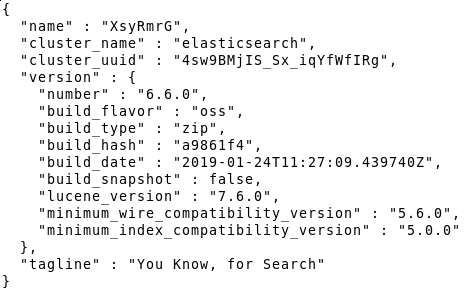 {
  "name" : "XsyRmrG",
  "cluster_name" : "elasticsearch",
  "cluster_uuid" : "4sw9BMjIS_Sx_iqYfWfIRg",
  "version" : {
    "number" : "6.6.0",
    "build_flavor" : "oss",
    "build_type" : "zip",
    "build_hash" : "a9861f4",
    "build_date" : "2019-01-24T11:27:09.439740Z",
    "build_snapshot" : false,
    "lucene_version" : "7.6.0",
    "minimum_wire_compatibility_version" : "5.6.0",
    "minimum_index_compatibility_version" : "5.0.0"
  },
  "tagline" : "You Know, for Search"
}